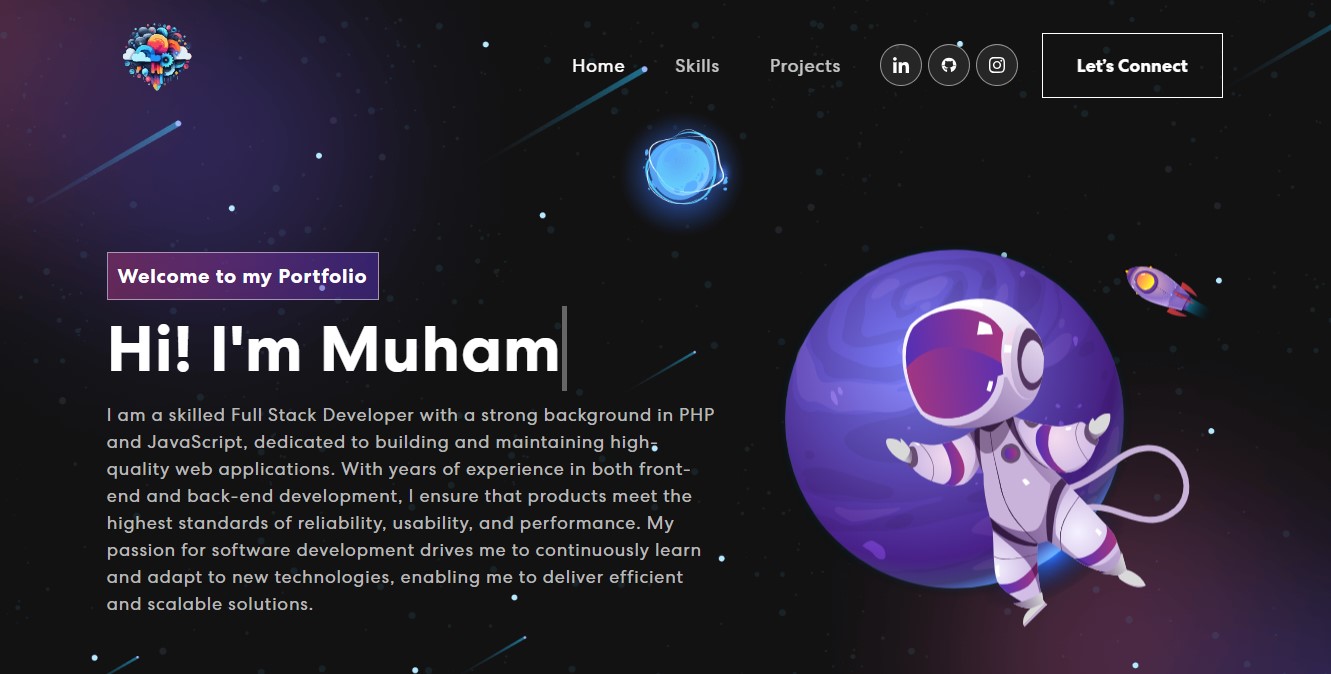 Home Skills Projects Let's Connect
Welcome to my Portfolio
Hi! I'm Muham
I am a skilled Full Stack Developer with a strong background in PHP
and JavaScript, dedicated to building and maintaining high-
quality web applications. With years of experience in both front-
end and back-end development, I ensure that products meet the
highest standards of reliability, usability, and performance. My
passion for software development drives me to continuously learn
and adapt to new technologies, enabling me to deliver efficient
and scalable solutions.